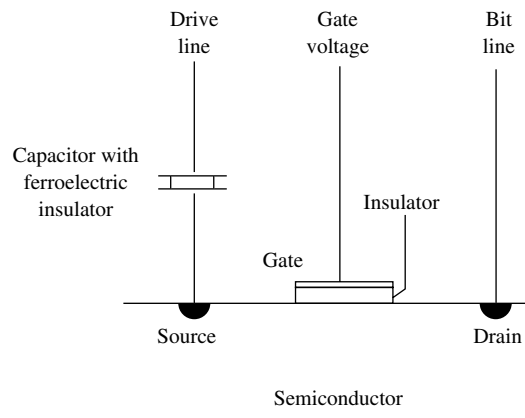 Drive
line
Gate
voltage
Bit
line
Capacitor with
ferroelectric
insulator
Insulator
Gate
Source
Drain
Semiconductor